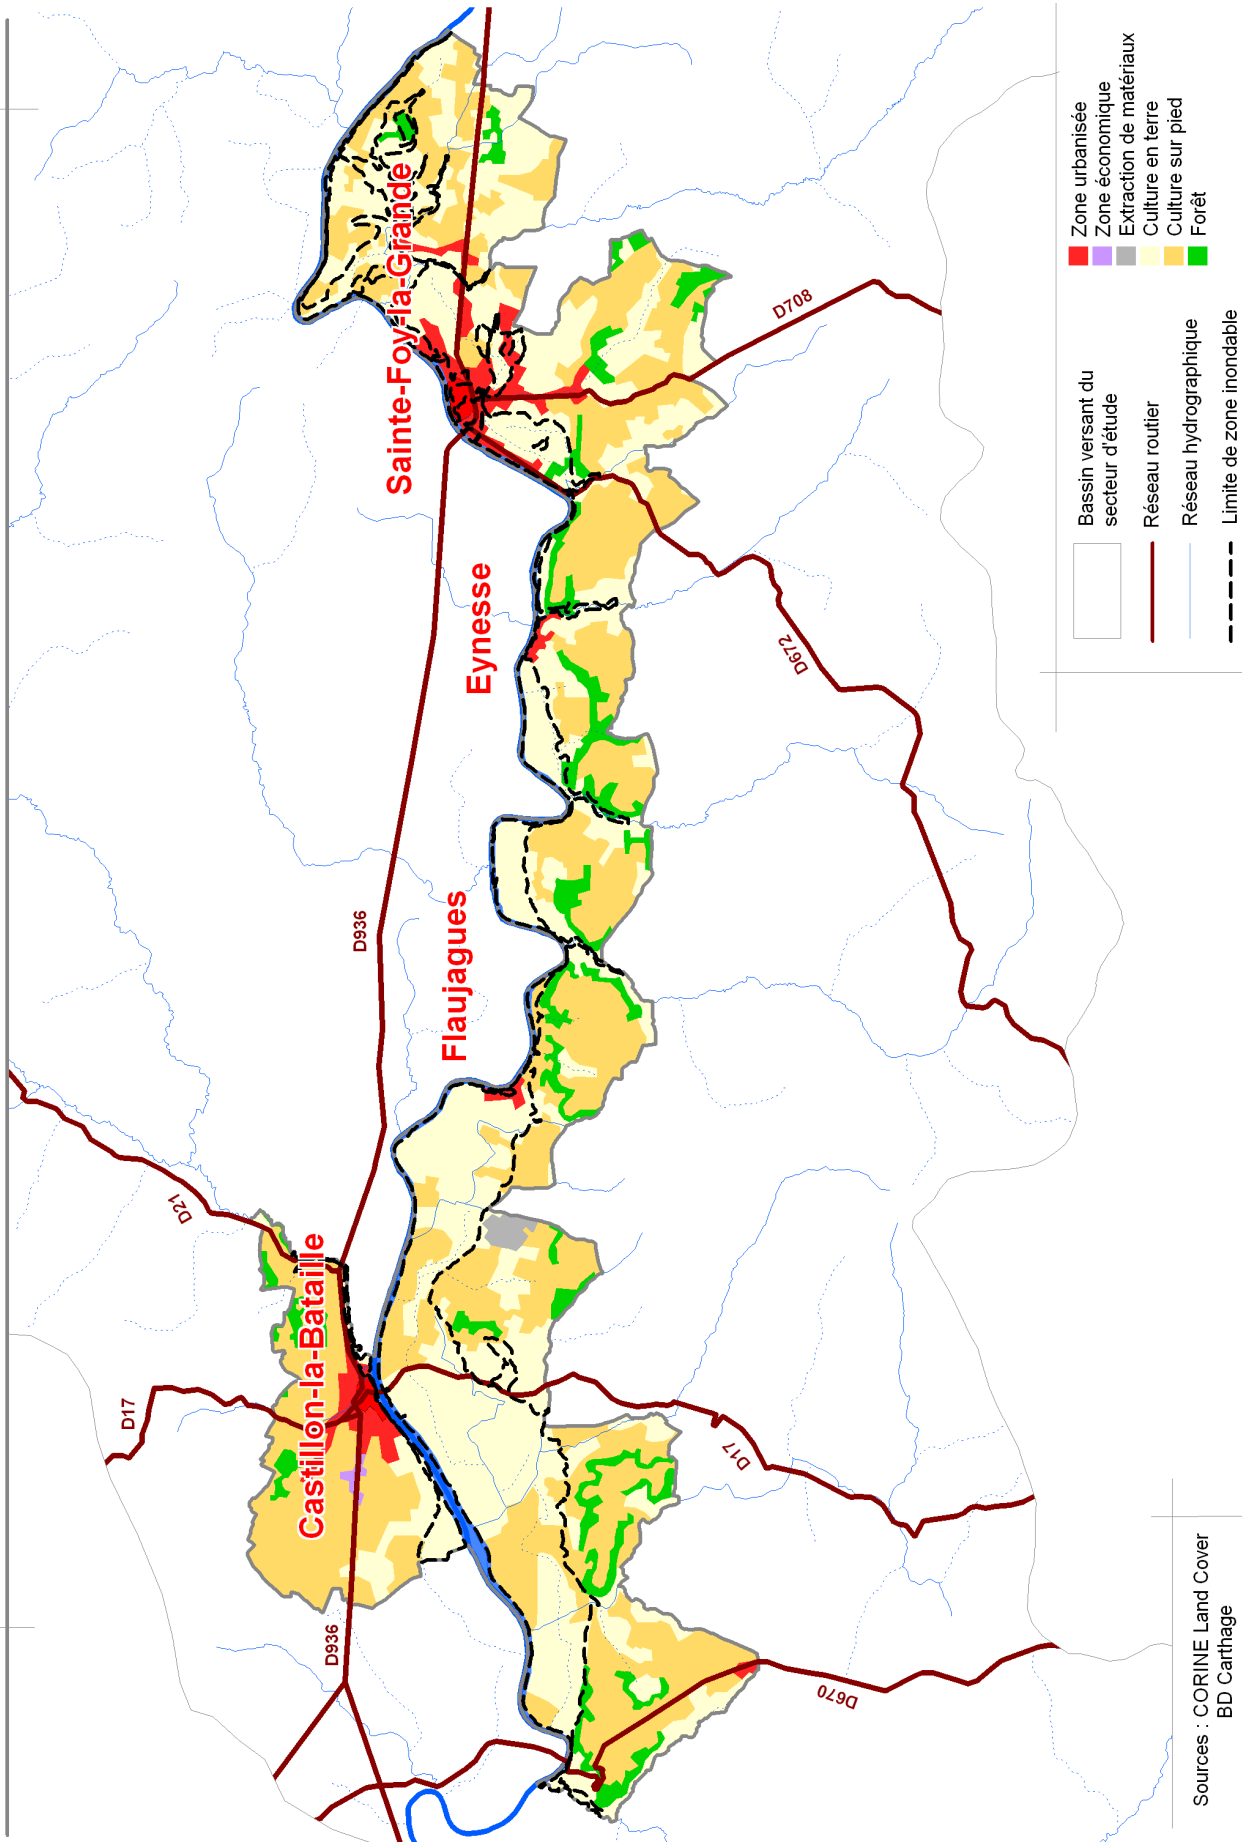 D17
D21
D936
D936
Castillon-la-Bataille
Flaujagues
Eynesse
Sainte-Foy-la-Grande
D670
D17
D672
D708
Sources : CORINE Land Cover
BD Carthage
Bassin versant du
secteur d'étude
Réseau routier
Réseau hydrographique
Limite de zone inondable
Zone urbanisée
Zone économique
Extraction de matériaux
Culture en terre
Culture sur pied
Forêt